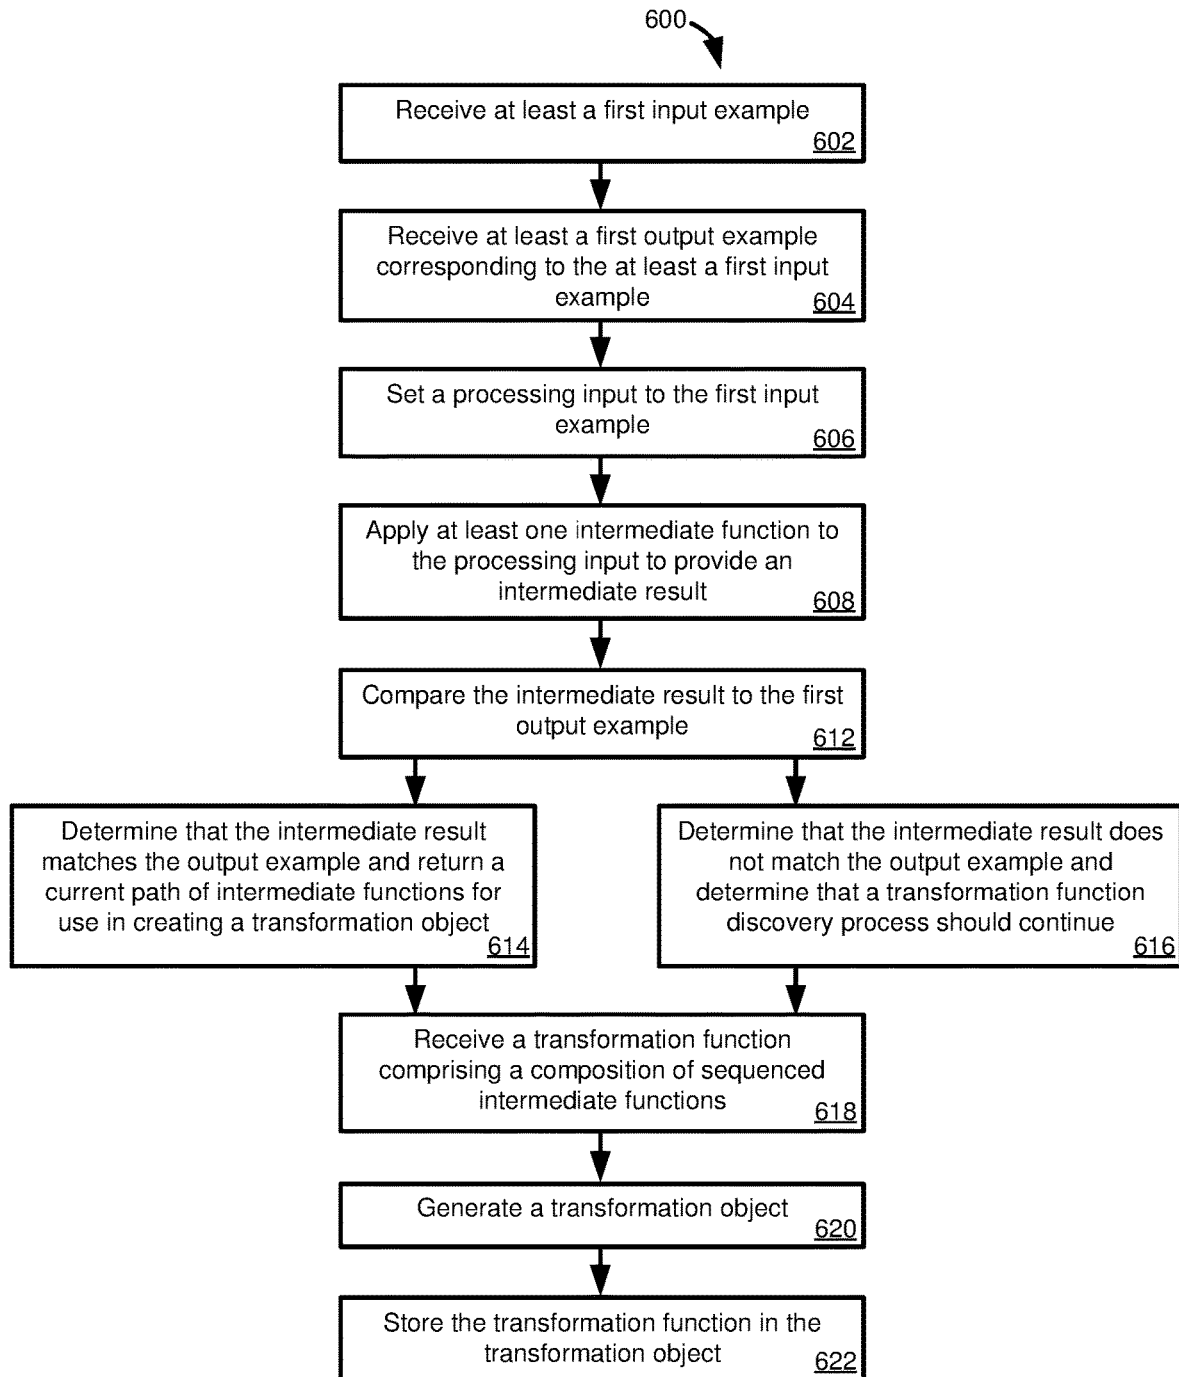 600
Receive at least a first input example
602
Receive at least a first output example
corresponding to the at least a first input
example
604
Set a processing input to the first input
example
606
Apply at least one intermediate function to
the processing input to provide an
intermediate result
608
Compare the intermediate result to the first
output example
612
Determine that the intermediate result
matches the output example and return a
current path of intermediate functions for
use in creating a transformation object
614
Determine that the intermediate result does
not match the output example and
determine that a transformation function
discovery process should continue
616
Receive a transformation function
comprising a composition of sequenced
intermediate functions
618
Generate a transformation object
620
Store the transformation function in the
transformation object
622